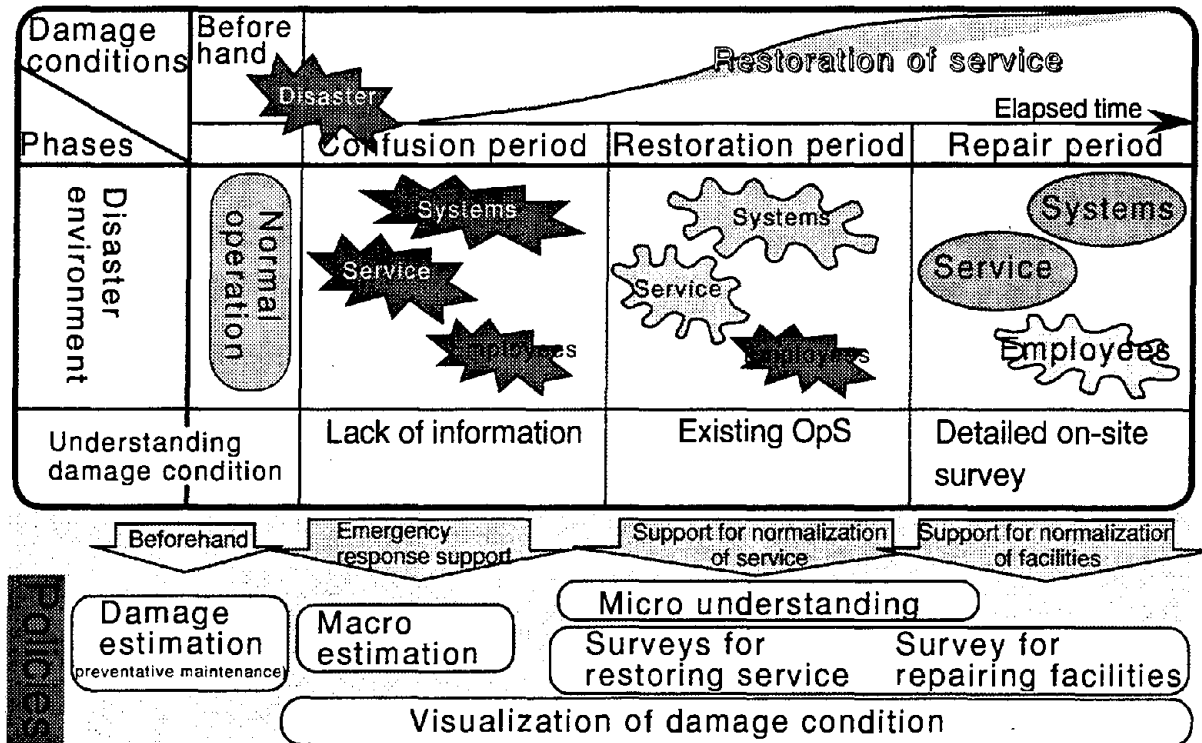 Damage
conditions
Before
hand
Restoration of service
Disaster
Elapsed time
Phases
Confusion period
Restoration period
Repair period
Disaster
environment
Normal
operation
Systems
Service
Employees
Systems
Service
Employees
Systems
Service
Employees
Understanding
damage condition
Lack of information
Existing OpS
Detailed on-site
survey
Beforehand
Emergency
response support
Support for normalization
of service
Support for normalization
of facilities
Polices
Damage
estimation
(preventative maintenance)
Macro
estimation
Micro understanding
Surveys for
restoring service
Survey for
repairing facilities
Visualization of damage condition